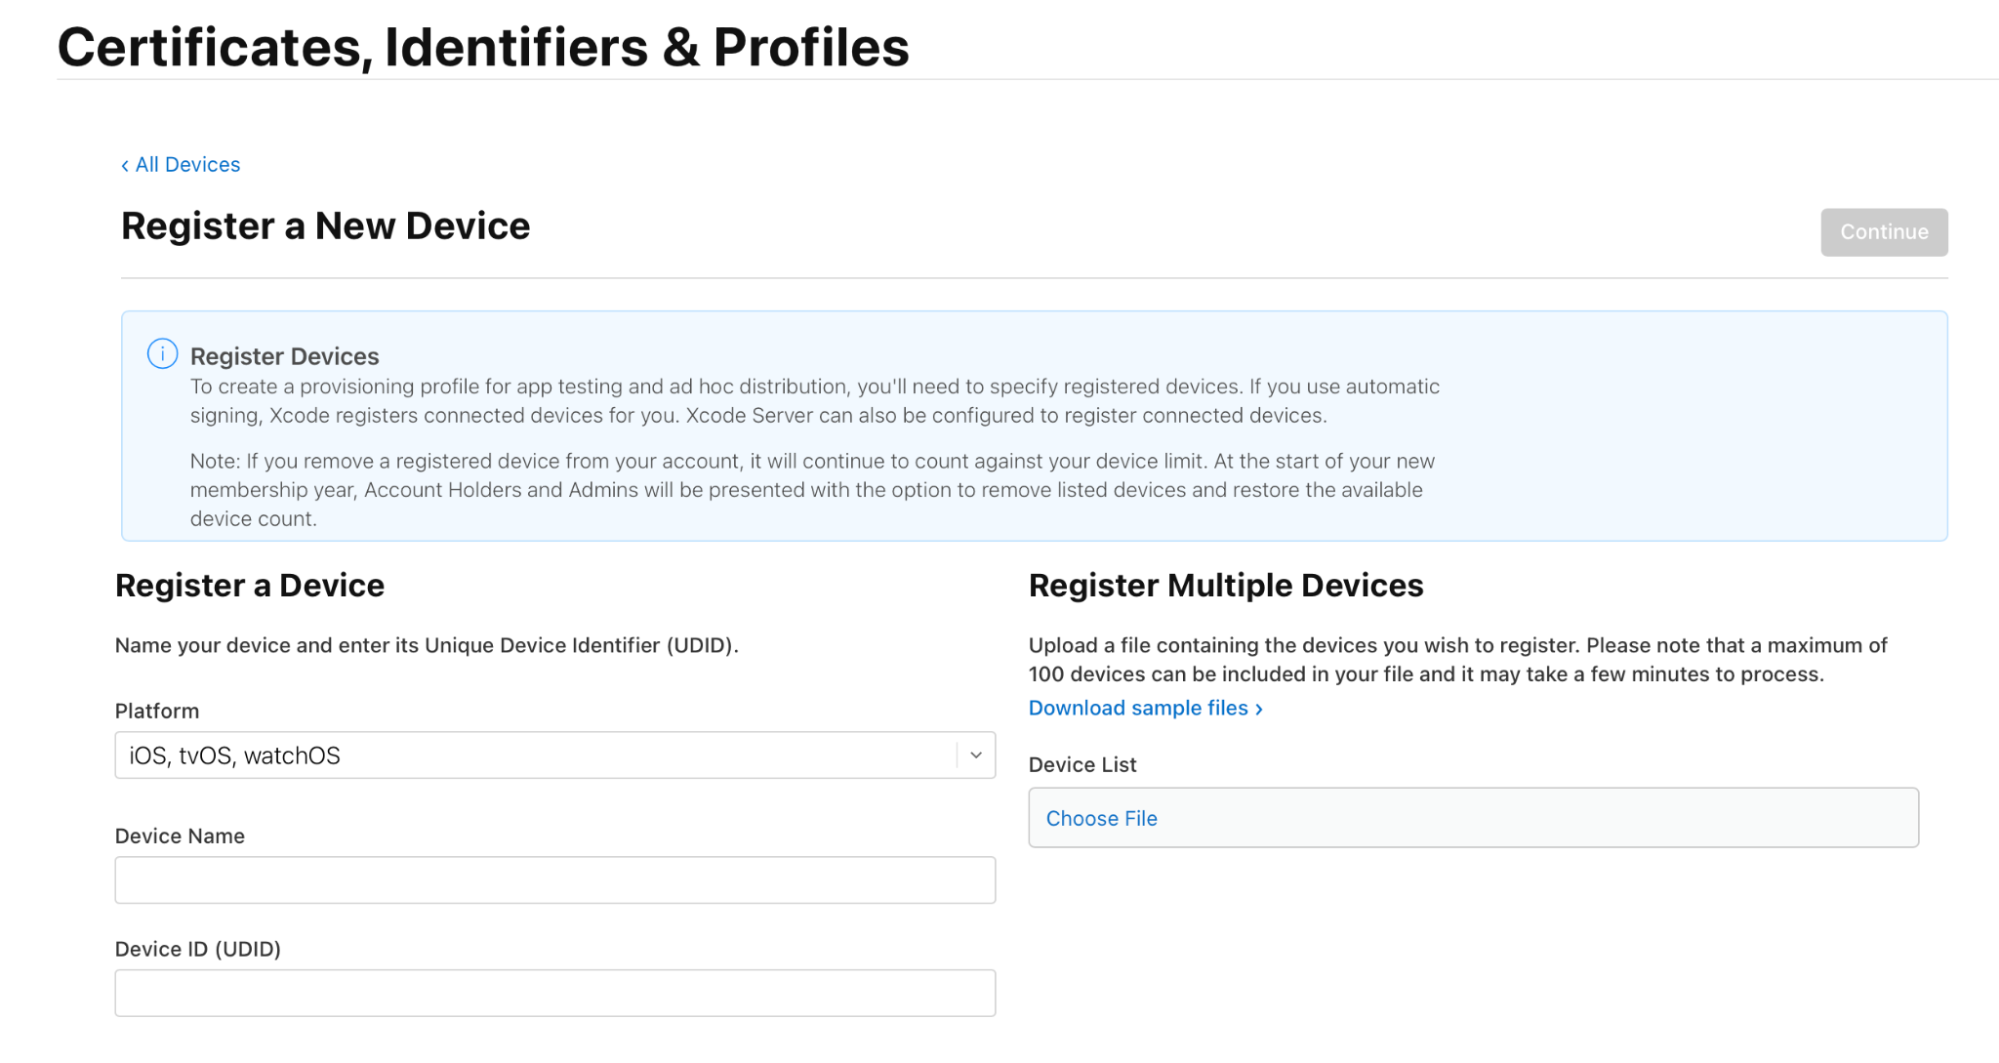 Certificates, Identifiers & Profiles
‹ All Devices
Register a New Device
Continue
Register Devices
To create a provisioning profile for app testing and ad hoc distribution, you'll need to specify registered devices. If you use automatic
signing, Xcode registers connected devices for you. Xcode Server can also be configured to register connected devices.
Note: If you remove a registered device from your account, it will continue to count against your device limit. At the start of your new
membership year, Account Holders and Admins will be presented with the option to remove listed devices and restore the available
device count.
Register a Device
Name your device and enter its Unique Device Identifier (UDID).
Platform
iOS, tvOS, watchOS
Device Name
Device ID (UDID)
Register Multiple Devices
Upload a file containing the devices you wish to register. Please note that a maximum of
100 devices can be included in your file and it may take a few minutes to process.
Download sample files ›
Device List
Choose File